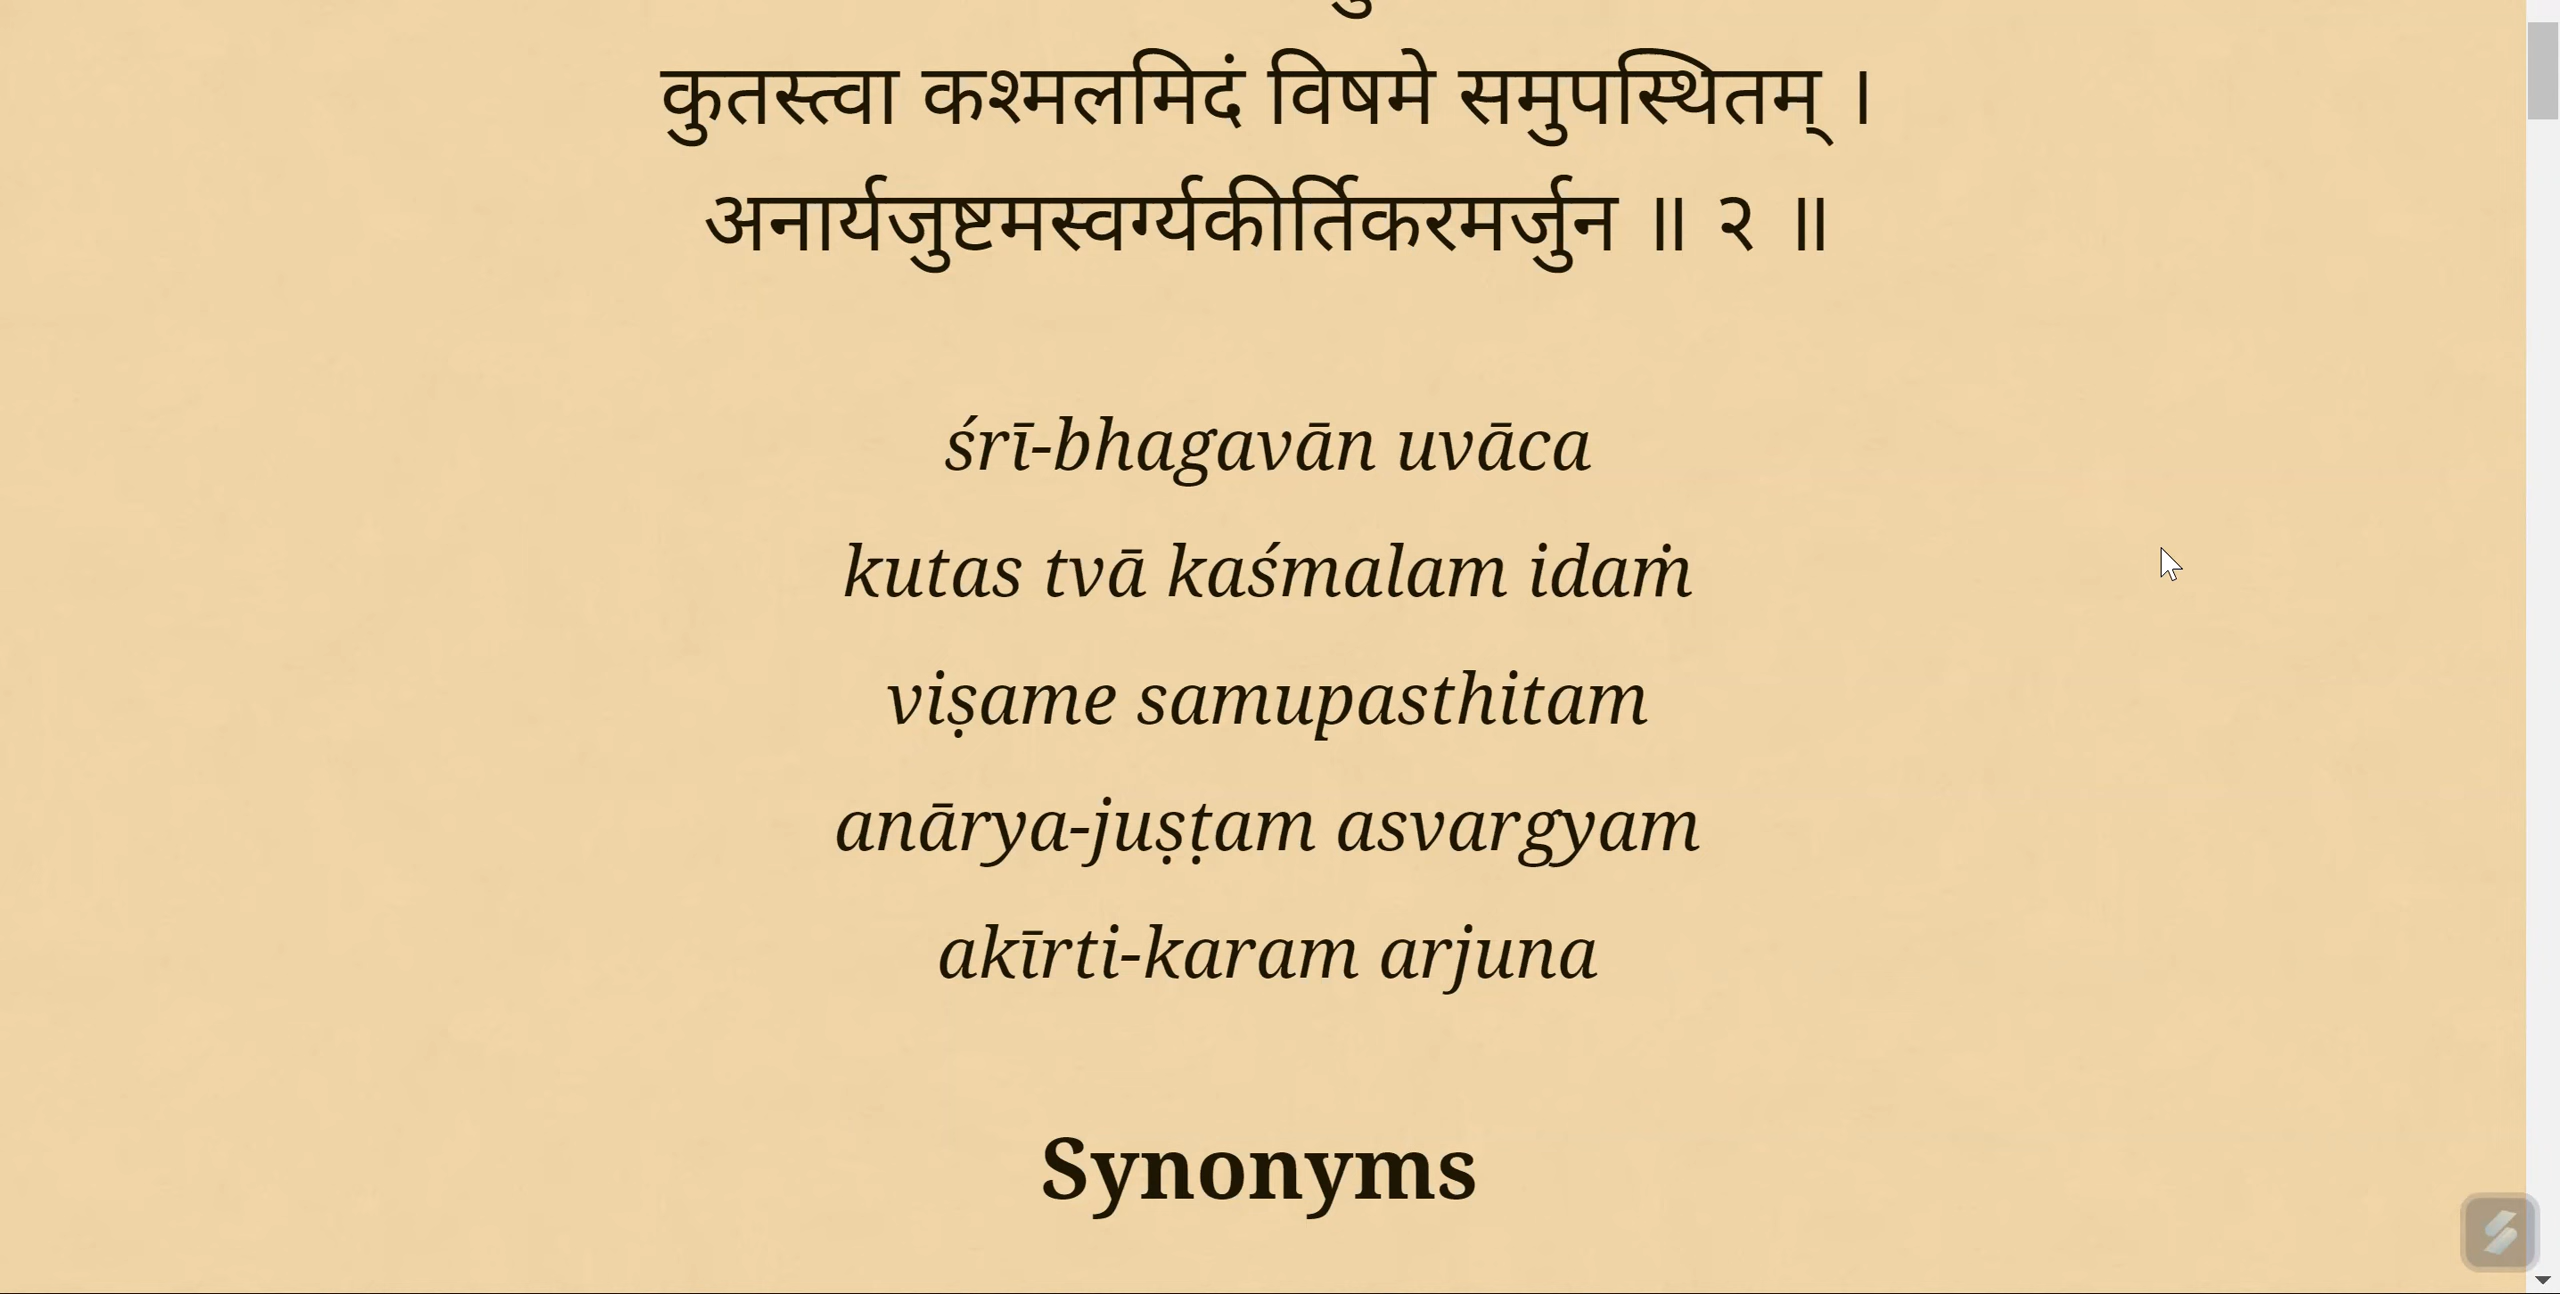 कुतस्त्वा कश्मलमिदं विषमे समुपस्थितम् ।
अनार्यजुष्टमस्वर्ग्यकीर्तिकरमर्जुन ॥ २ ॥
śrī-bhagavān uvāca
kutas tvā kaśmalam idaṁ
viṣame samupasthitam
anārya-juṣṭam asvargyam
akīrti-karam arjuna
Synonyms